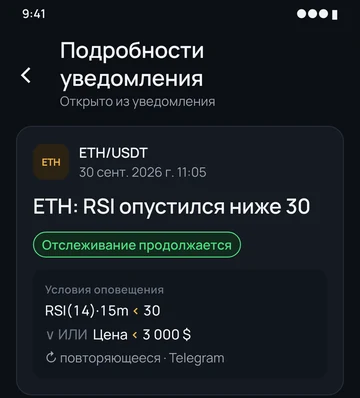 9:41
Подробности
уведомления
Открыто из уведомления
ETH
ETH/USDT
30 сент. 2026 г. 11:05
ETH: RSI опустился ниже 30
Отслеживание продолжается
Условия оповещения
RSI(14)·15m < 30
∨ ИЛИ Цена < 3 000 $
повторяющееся · Telegram